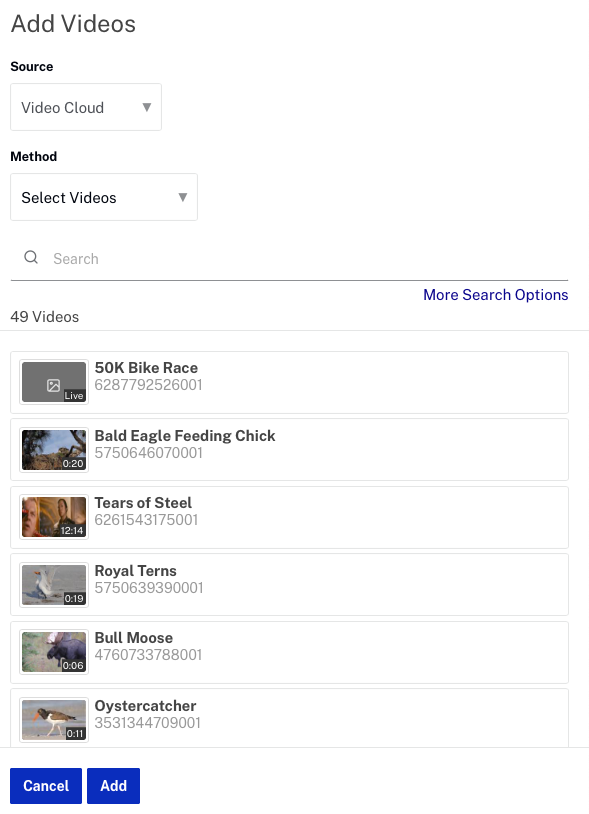 Add Videos
Source
Video Cloud
Method
Select Videos
Search
More Search Options
49 Videos
50K Bike Race
6287792526001
Live
Bald Eagle Feeding Chick
5750646070001
0:20
Tears of Steel
6261543175001
12:14
Royal Terns
5750639390001
0:19
Bull Moose
4760733788001
0:06
Oystercatcher
3531344709001
0:11
Cancel Add